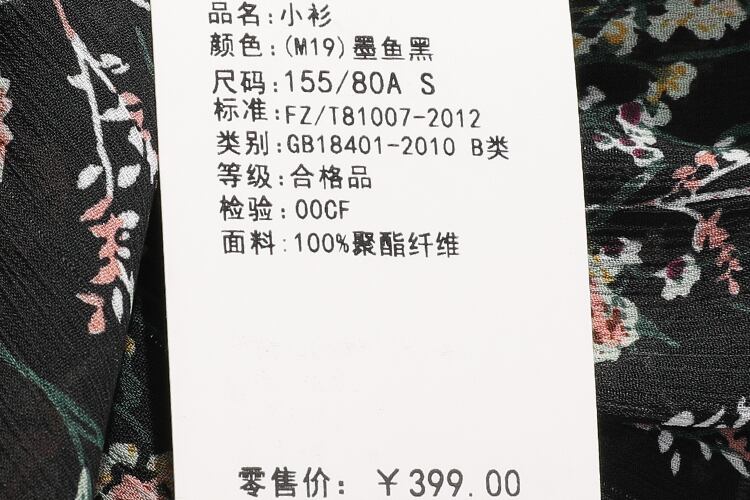 品名:小衫
颜色:(M19)墨鱼黑
尺码:155/80A S
标准:FZ/T81007-2012
类别:GB18401-2010 B类
等级:合格品
检验:00CF
面料:100%聚酯纤维
零售价: ￥399.00